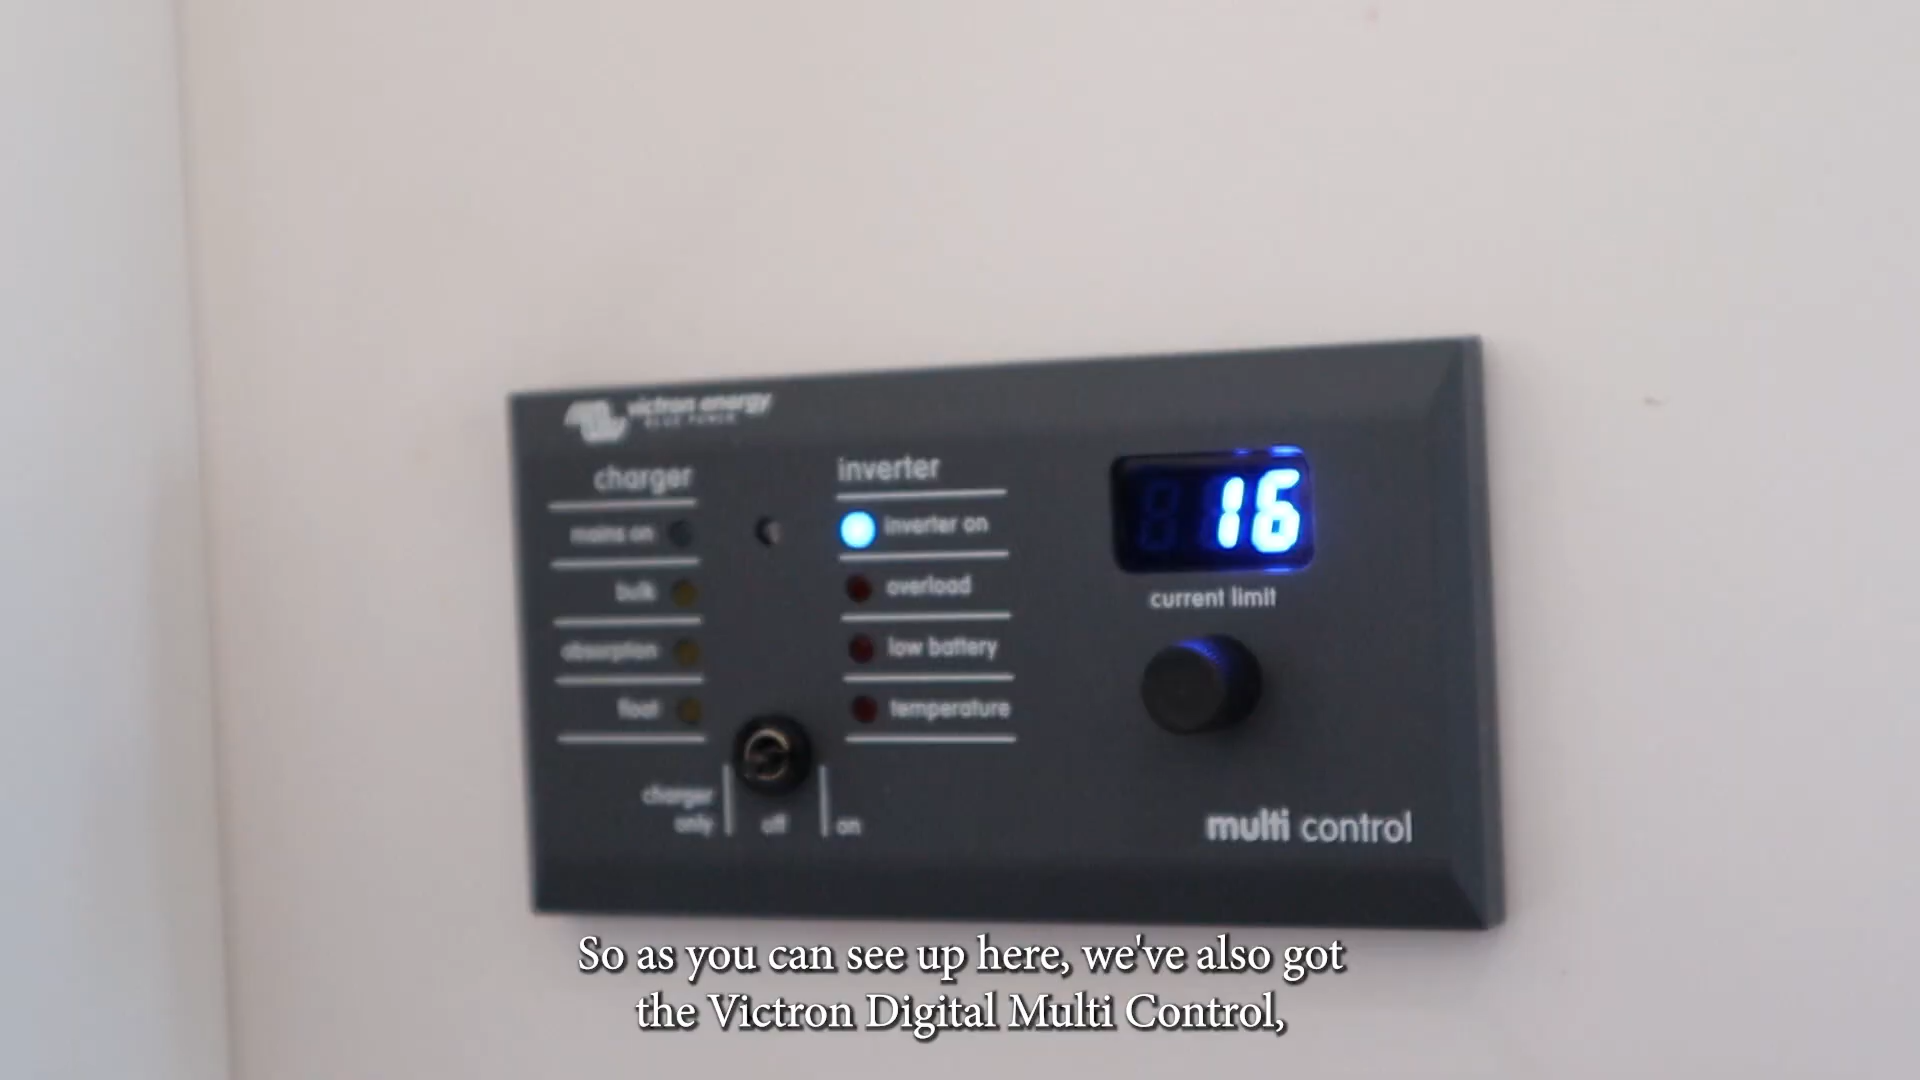 victron energy
BLUE POWER
charger
mains on
bulk
absorption
float
charger
only
off
on
inverter
inverter on
overload
low battery
temperature
16
current limit
multi control
So as you can see up here, we've also got
the Victron Digital Multi Control,